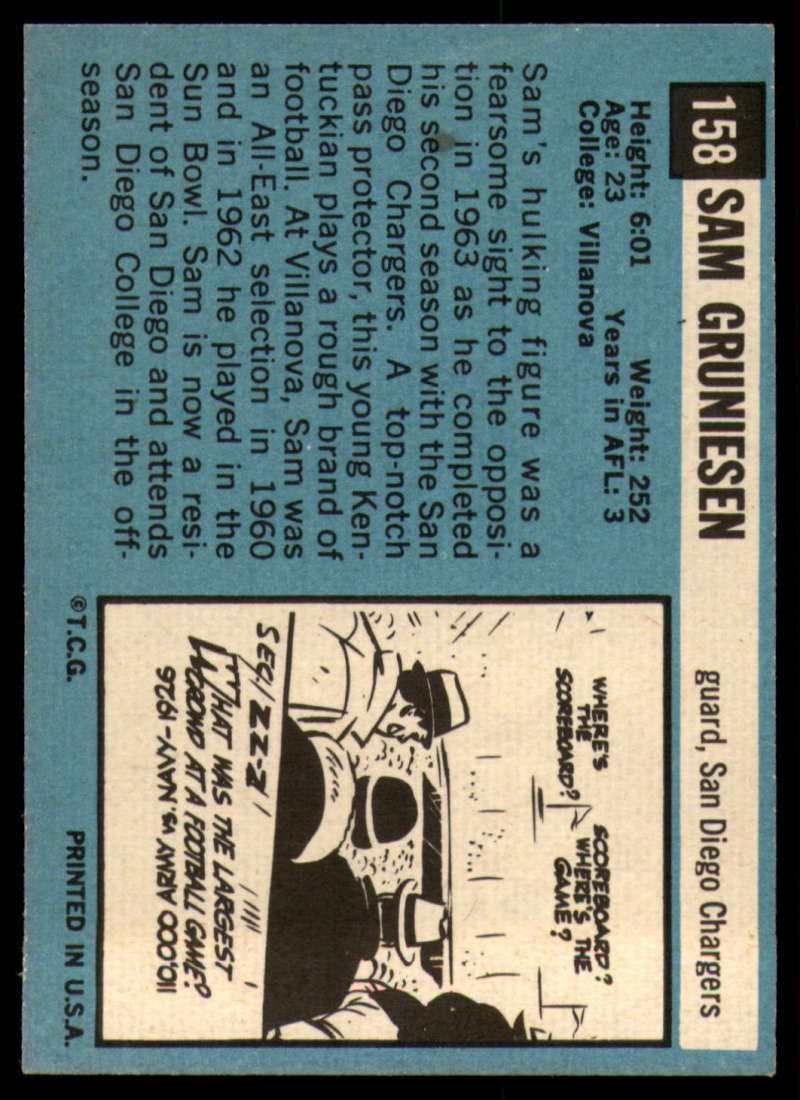 158 SAM GRUNIESEN guard, San Diego Chargers
Height: 6:01 Weight: 252
Age: 23 Years in AFL: 3
College: Villanova
Sam's hulking figure was a
fearsome sight to the opposi-
tion in 1963 as he completed
his second season with the San
Diego Chargers. A top-notch
pass protector, this young Ken-
tuckian plays a rough brand of
football. At Villanova, Sam was
an All-East selection in 1960
and in 1962 he played in the
Sun Bowl. Sam is now a resi-
dent of San Diego and attends
San Diego College in the off-
season.
WHERE'S
THE
SCOREBOARD?
SCOREBOARD?
WHERE'S THE
GAME?
SEC/ZZ-Z
WHAT WAS THE LARGEST
CROWD AT A FOOTBALL GAME?
110,000 ARMY VS. NAVY - 1926
©T.C.G. PRINTED IN U.S.A.